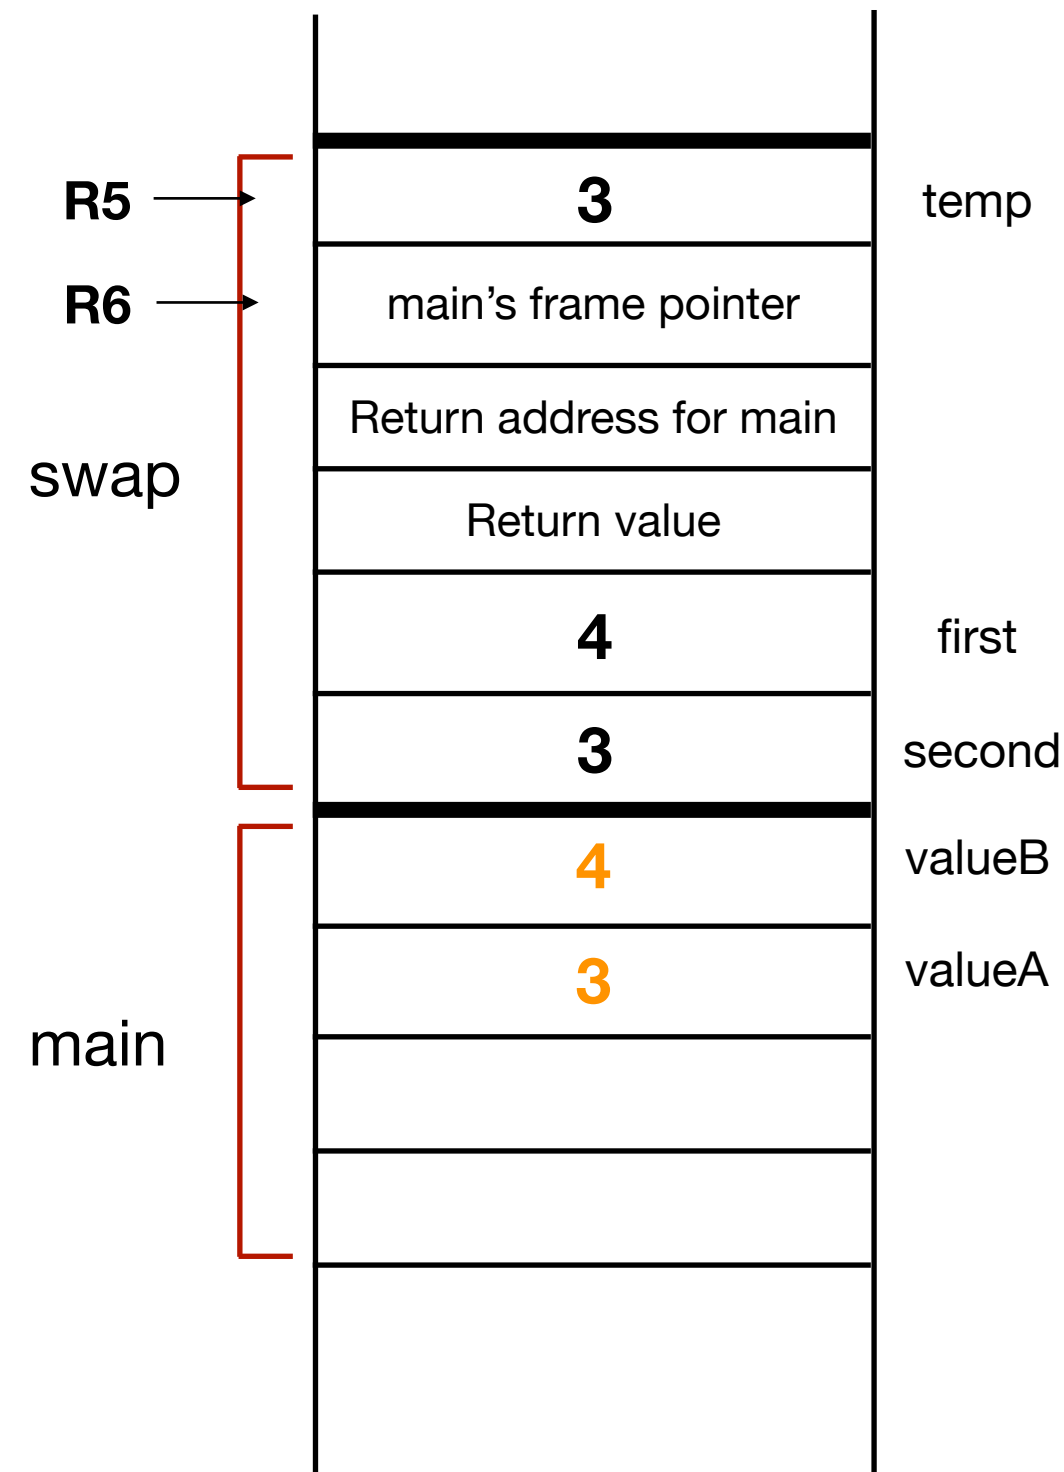 R5 3 temp
R6 main's frame pointer
Return address for main
swap
Return value
4 first
3 second
4 valueB
3 valueA
main